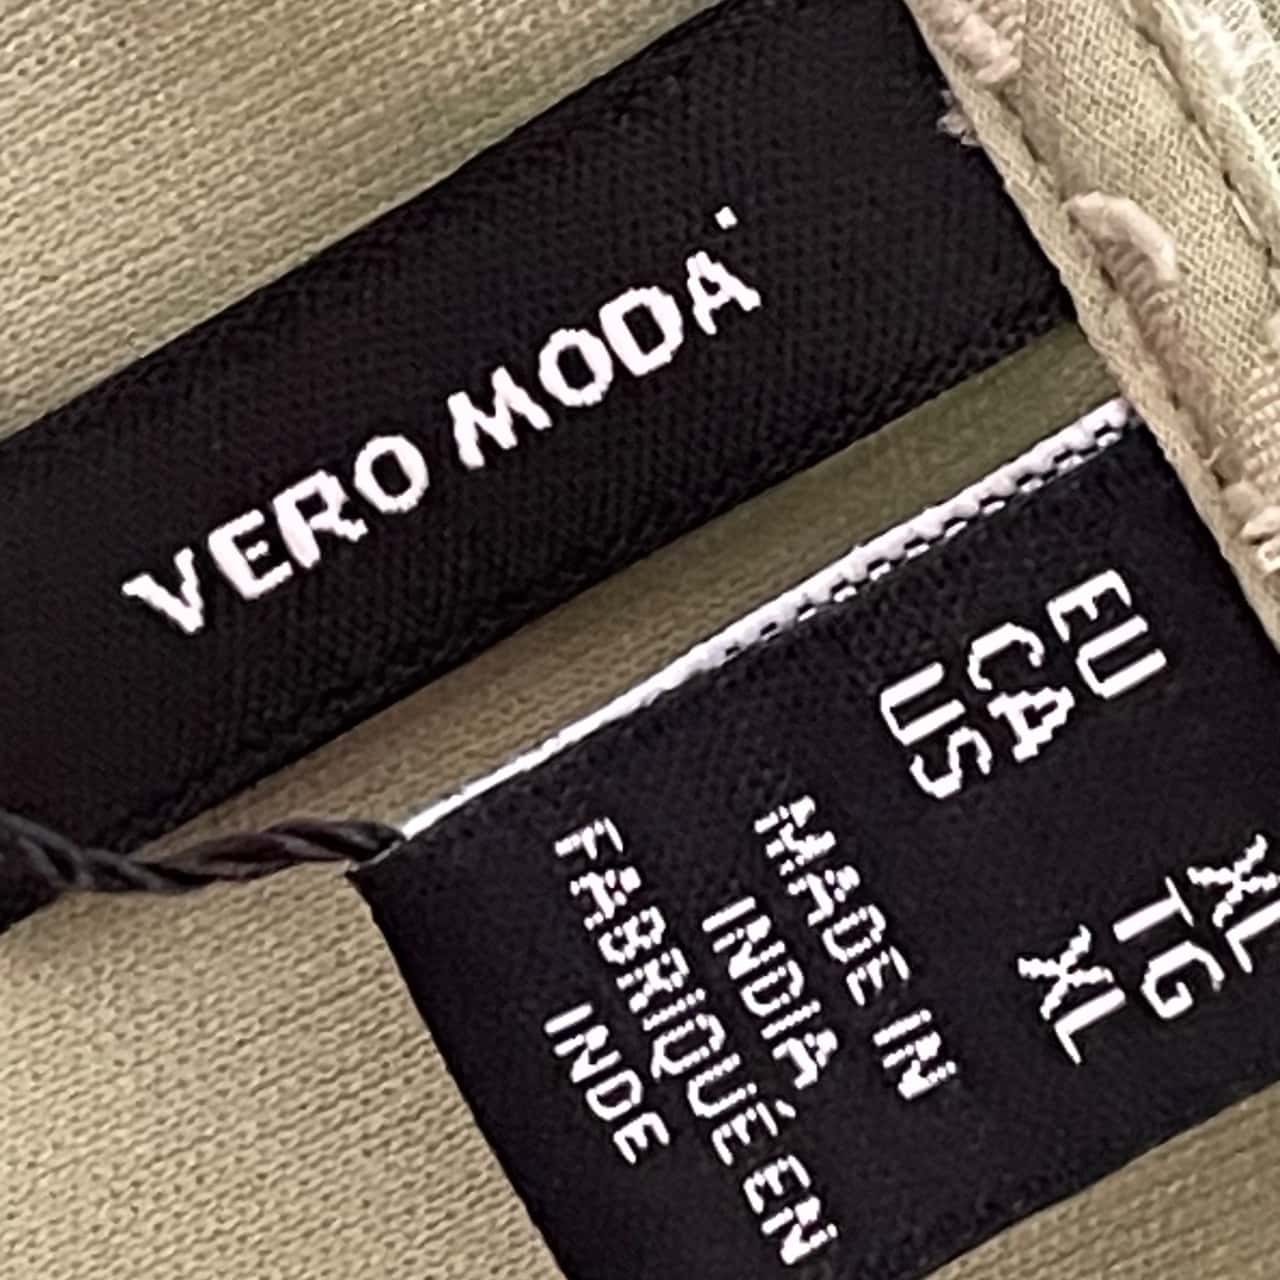 VERO MODA
EU XL
CA TG
US XL
MADE IN
INDIA
FABRIQUÉ EN
INDE